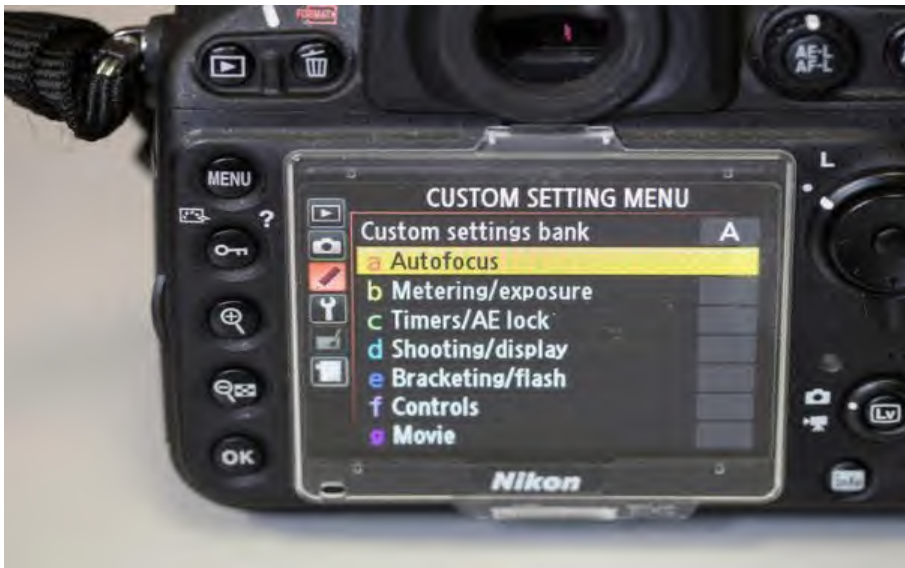 FORMAT
AE-L
AF-L
MENU
L
?
CUSTOM SETTING MENU
Custom settings bank A
a Autofocus
b Metering/exposure
c Timers/AE lock
d Shooting/display
e Bracketing/flash
f Controls
g Movie
OK
Lv
info
Nikon